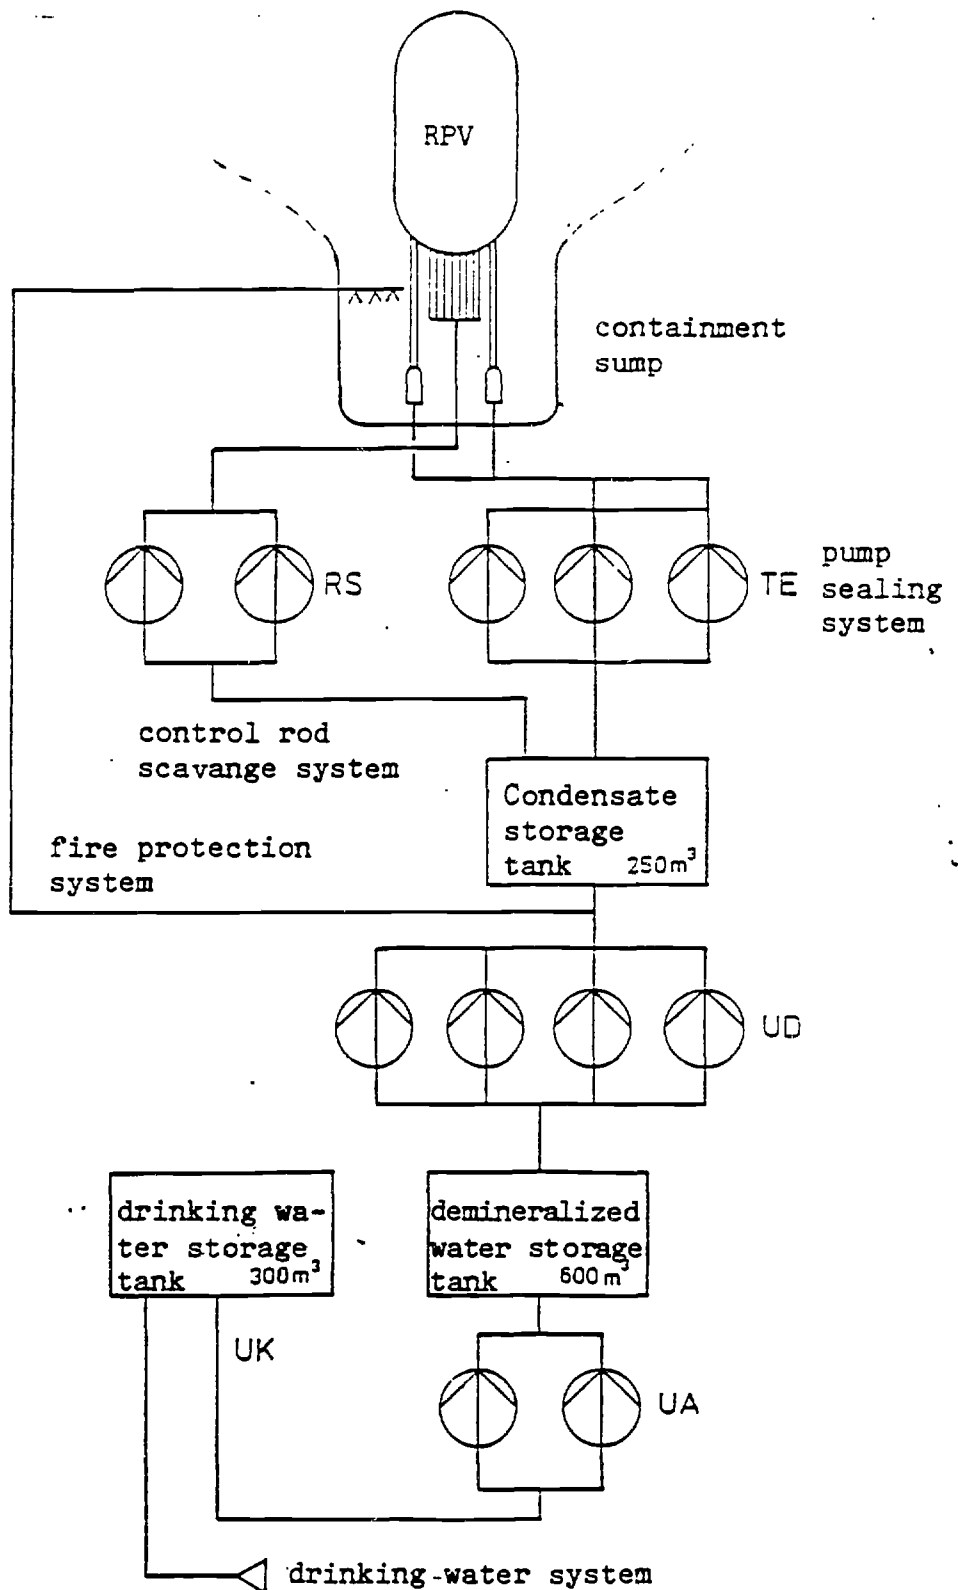 RPV
containment
sump
RS
TE
pump
sealing
system
control rod
scavange system
Condensate
storage
tank 250m³
fire protection
system
UD
drinking wa-
ter storage
tank 300m³
demineralized
water storage
tank 600m³
UK
UA
drinking-water system